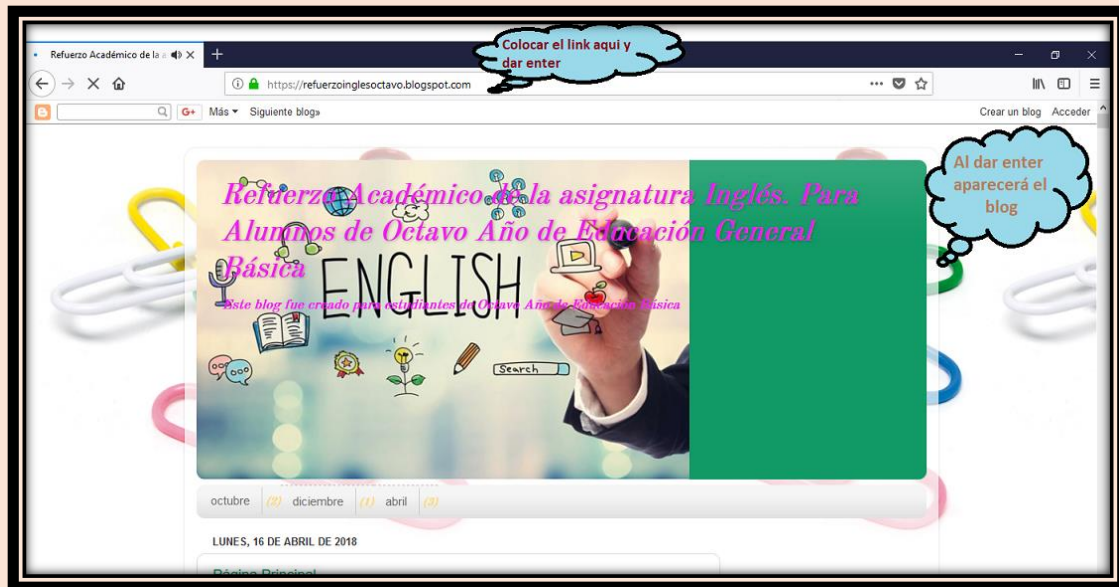 Colocar el link aqui y
dar enter
Refuerzo Académico de la a
https://refuerzoinglesoctavo.blogspot.com
G+ Más Siguiente blog»
Crear un blog Acceder
Al dar enter
aparecerá el
blog
Refuerzo Académico de la asignatura Inglés. Para
Alumnos de Octavo Año de Educación General
Básica
Este blog fue creado para estudiantes de Octavo Año de Educación Básica
ENGLISH
Search
octubre (2) diciembre (1) abril (3)
LUNES, 16 DE ABRIL DE 2018
Página Principal